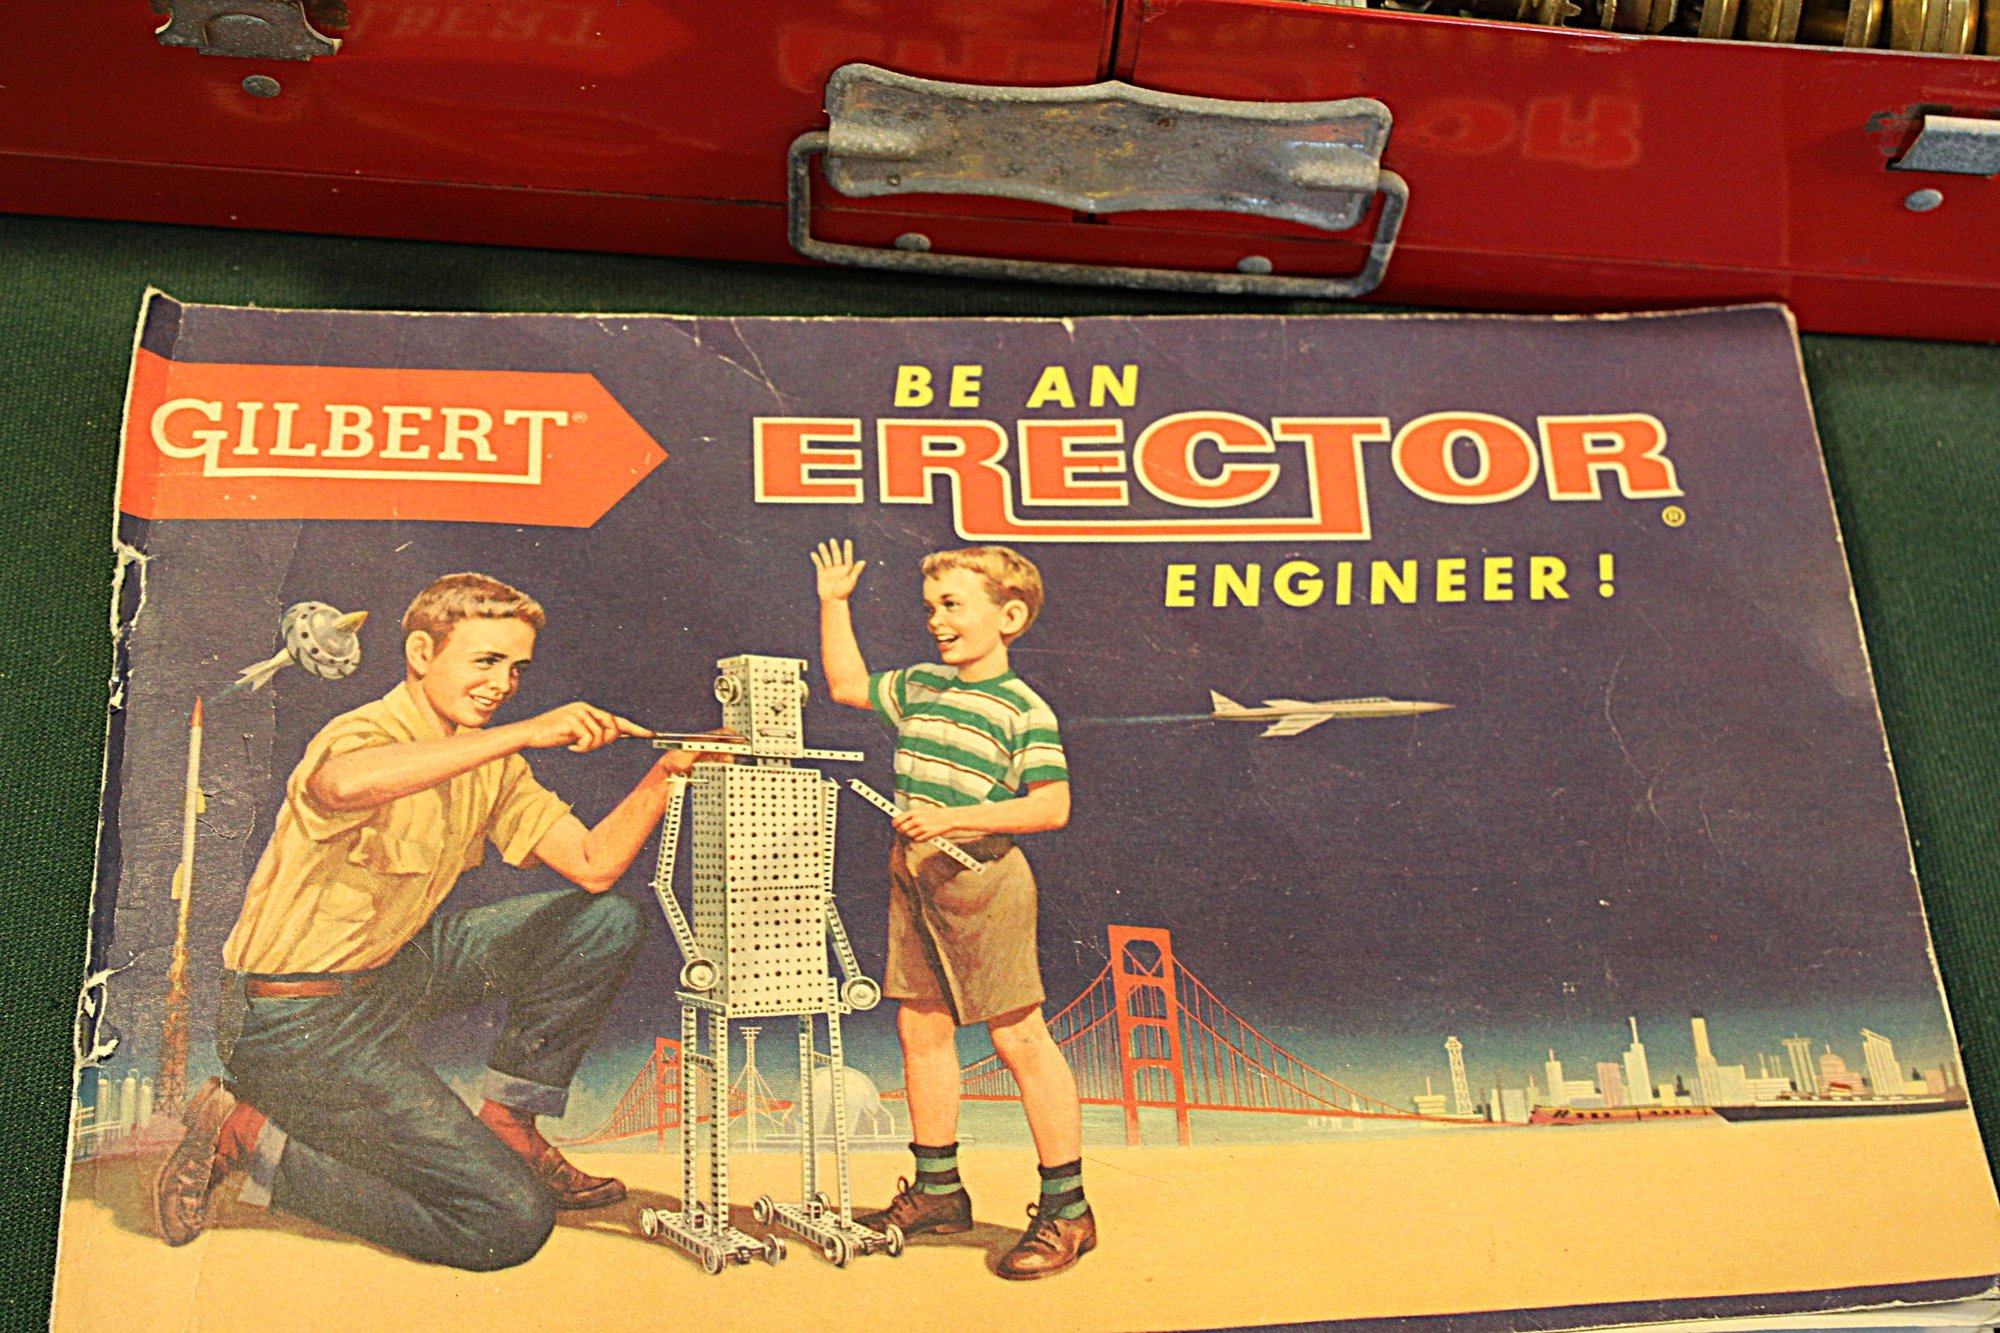 GILBERT®
BE AN
ERECTOR®
ENGINEER!